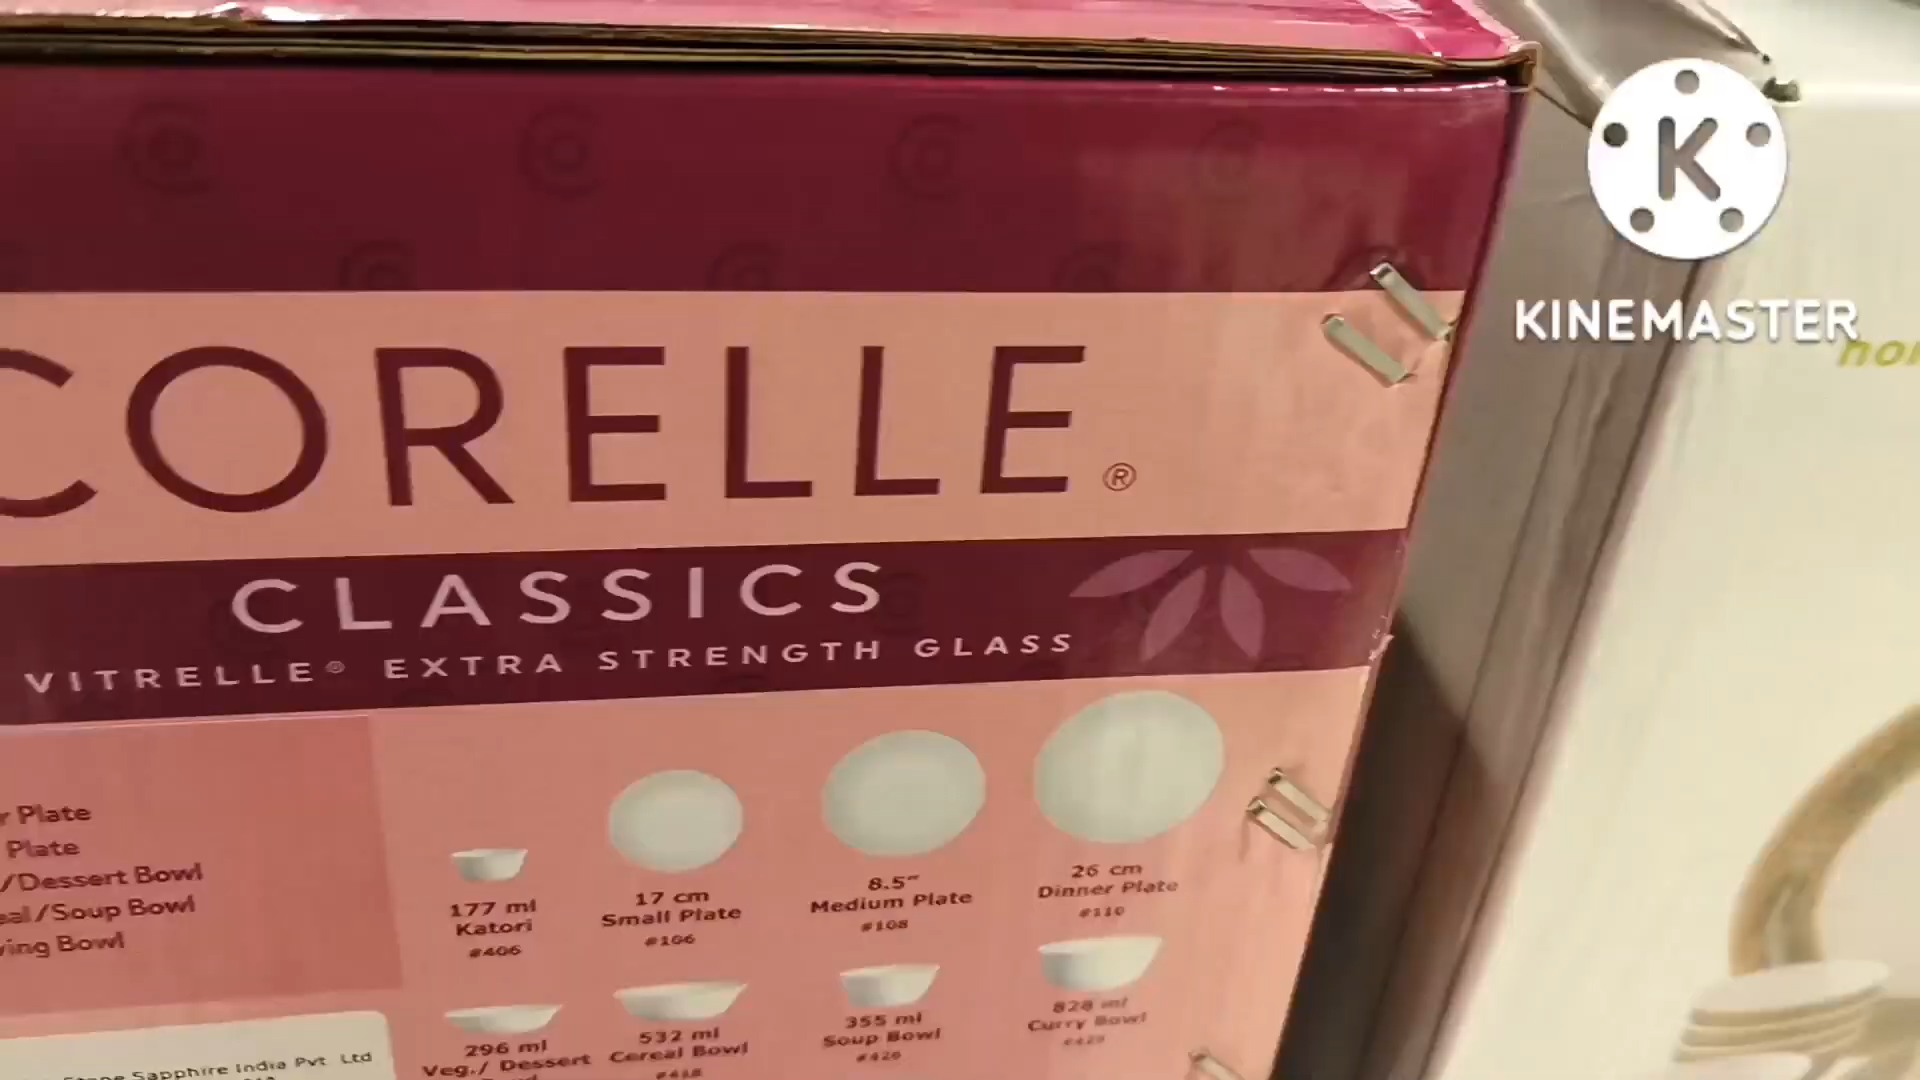 KINEMASTER
CORELLE®
CLASSICS
VITRELLE® EXTRA STRENGTH GLASS
Plate
Plate
/Dessert Bowl
/Soup Bowl
Bowl
177 ml
Katori
#406
17 cm
Small Plate
#106
8.5"
Medium Plate
#108
26 cm
Dinner Plate
#110
296 ml
Veg./ Dessert
532 ml
Cereal Bowl
#418
355 ml
Soup Bowl
828 ml
Curry Bowl
Sapphire India Pvt Ltd